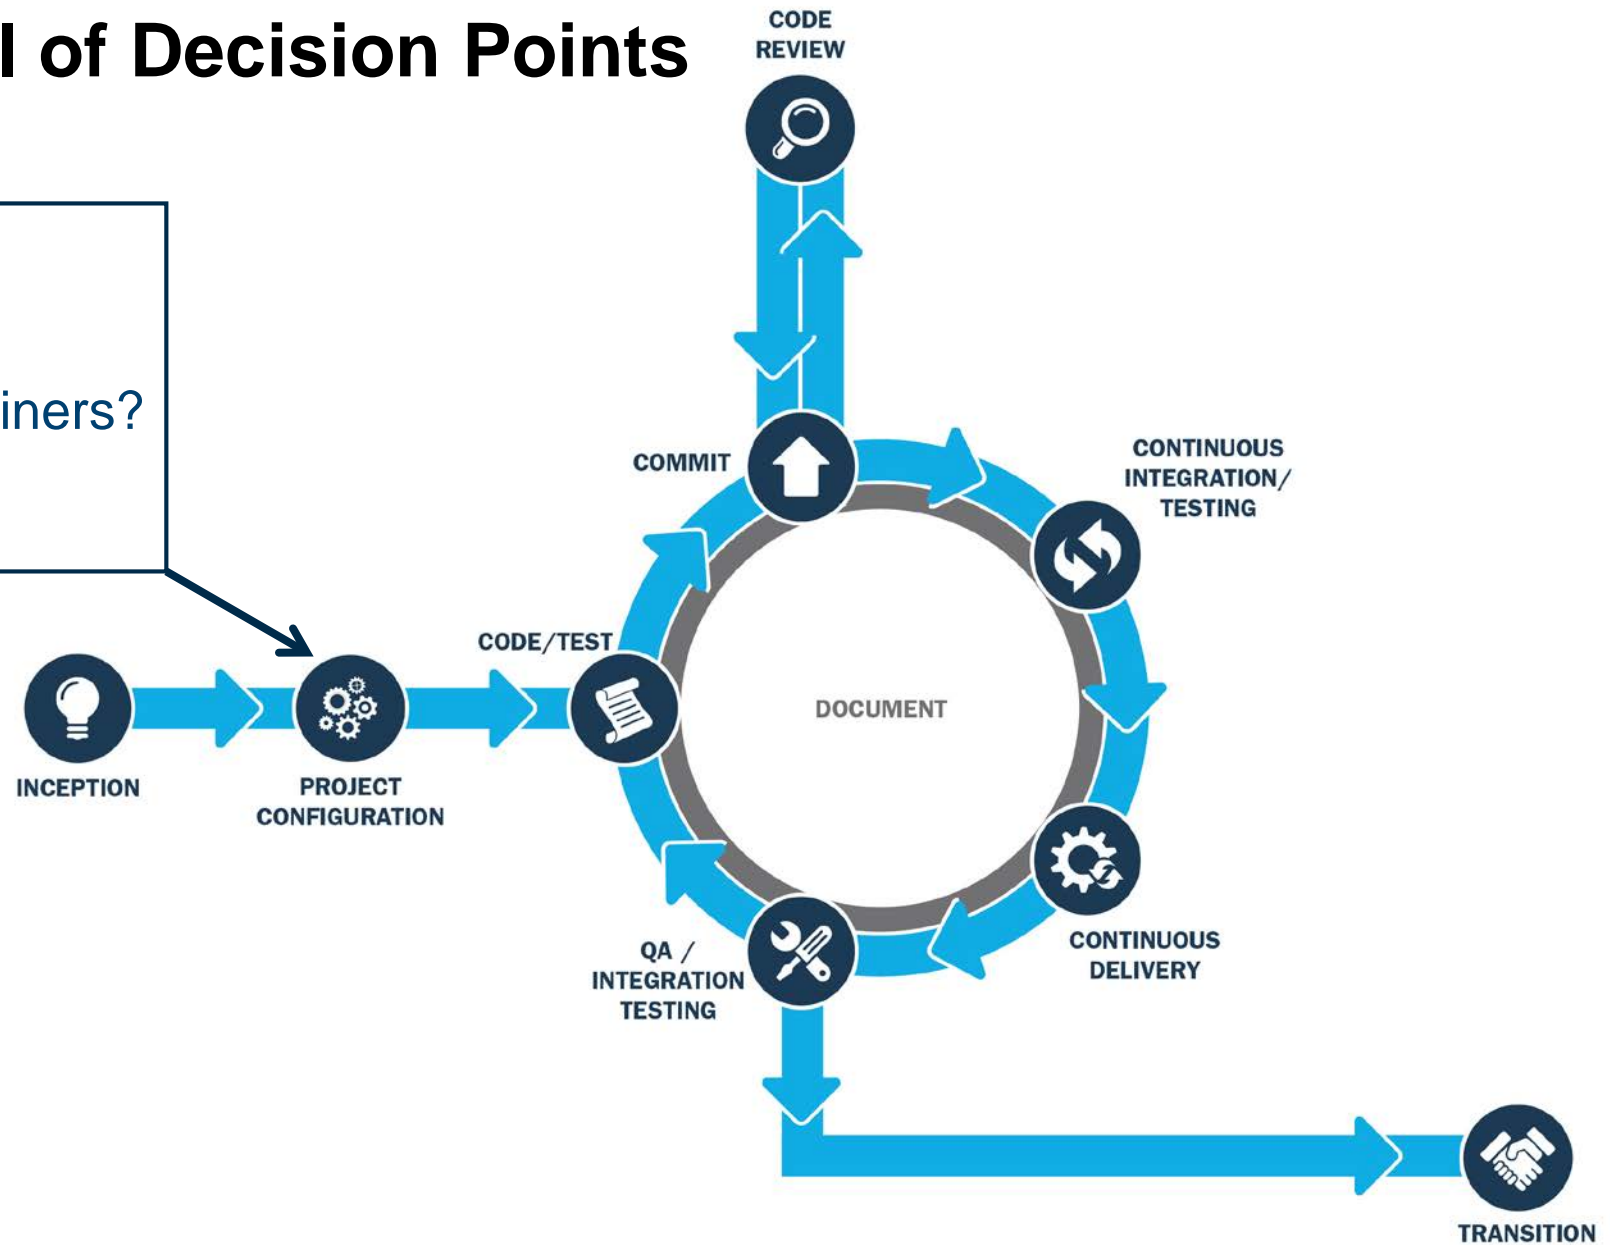 l of Decision Points
CODE
REVIEW
iners?
COMMIT
CONTINUOUS
INTEGRATION/
TESTING
CODE/TEST
DOCUMENT
INCEPTION
PROJECT
CONFIGURATION
QA /
INTEGRATION
TESTING
CONTINUOUS
DELIVERY
TRANSITION